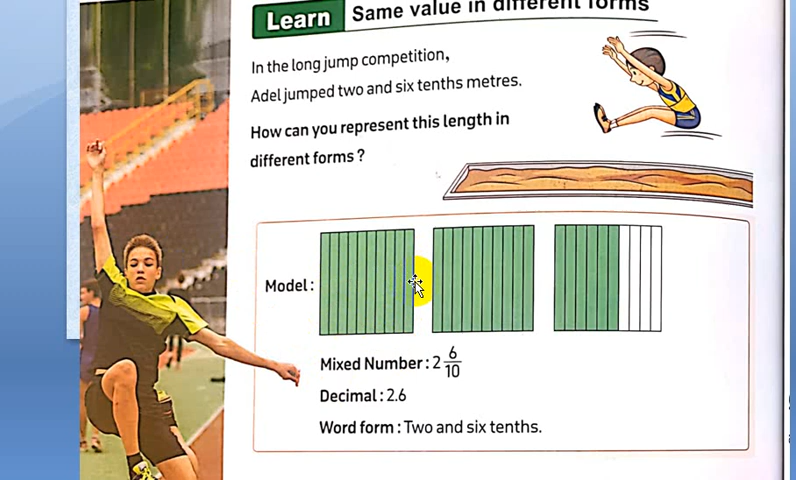 Learn Same value in different forms
In the long jump competition,
Adel jumped two and six tenths metres.
How can you represent this length in
different forms ?
Model :
Mixed Number : 2 6/10
Decimal : 2.6
Word form : Two and six tenths.